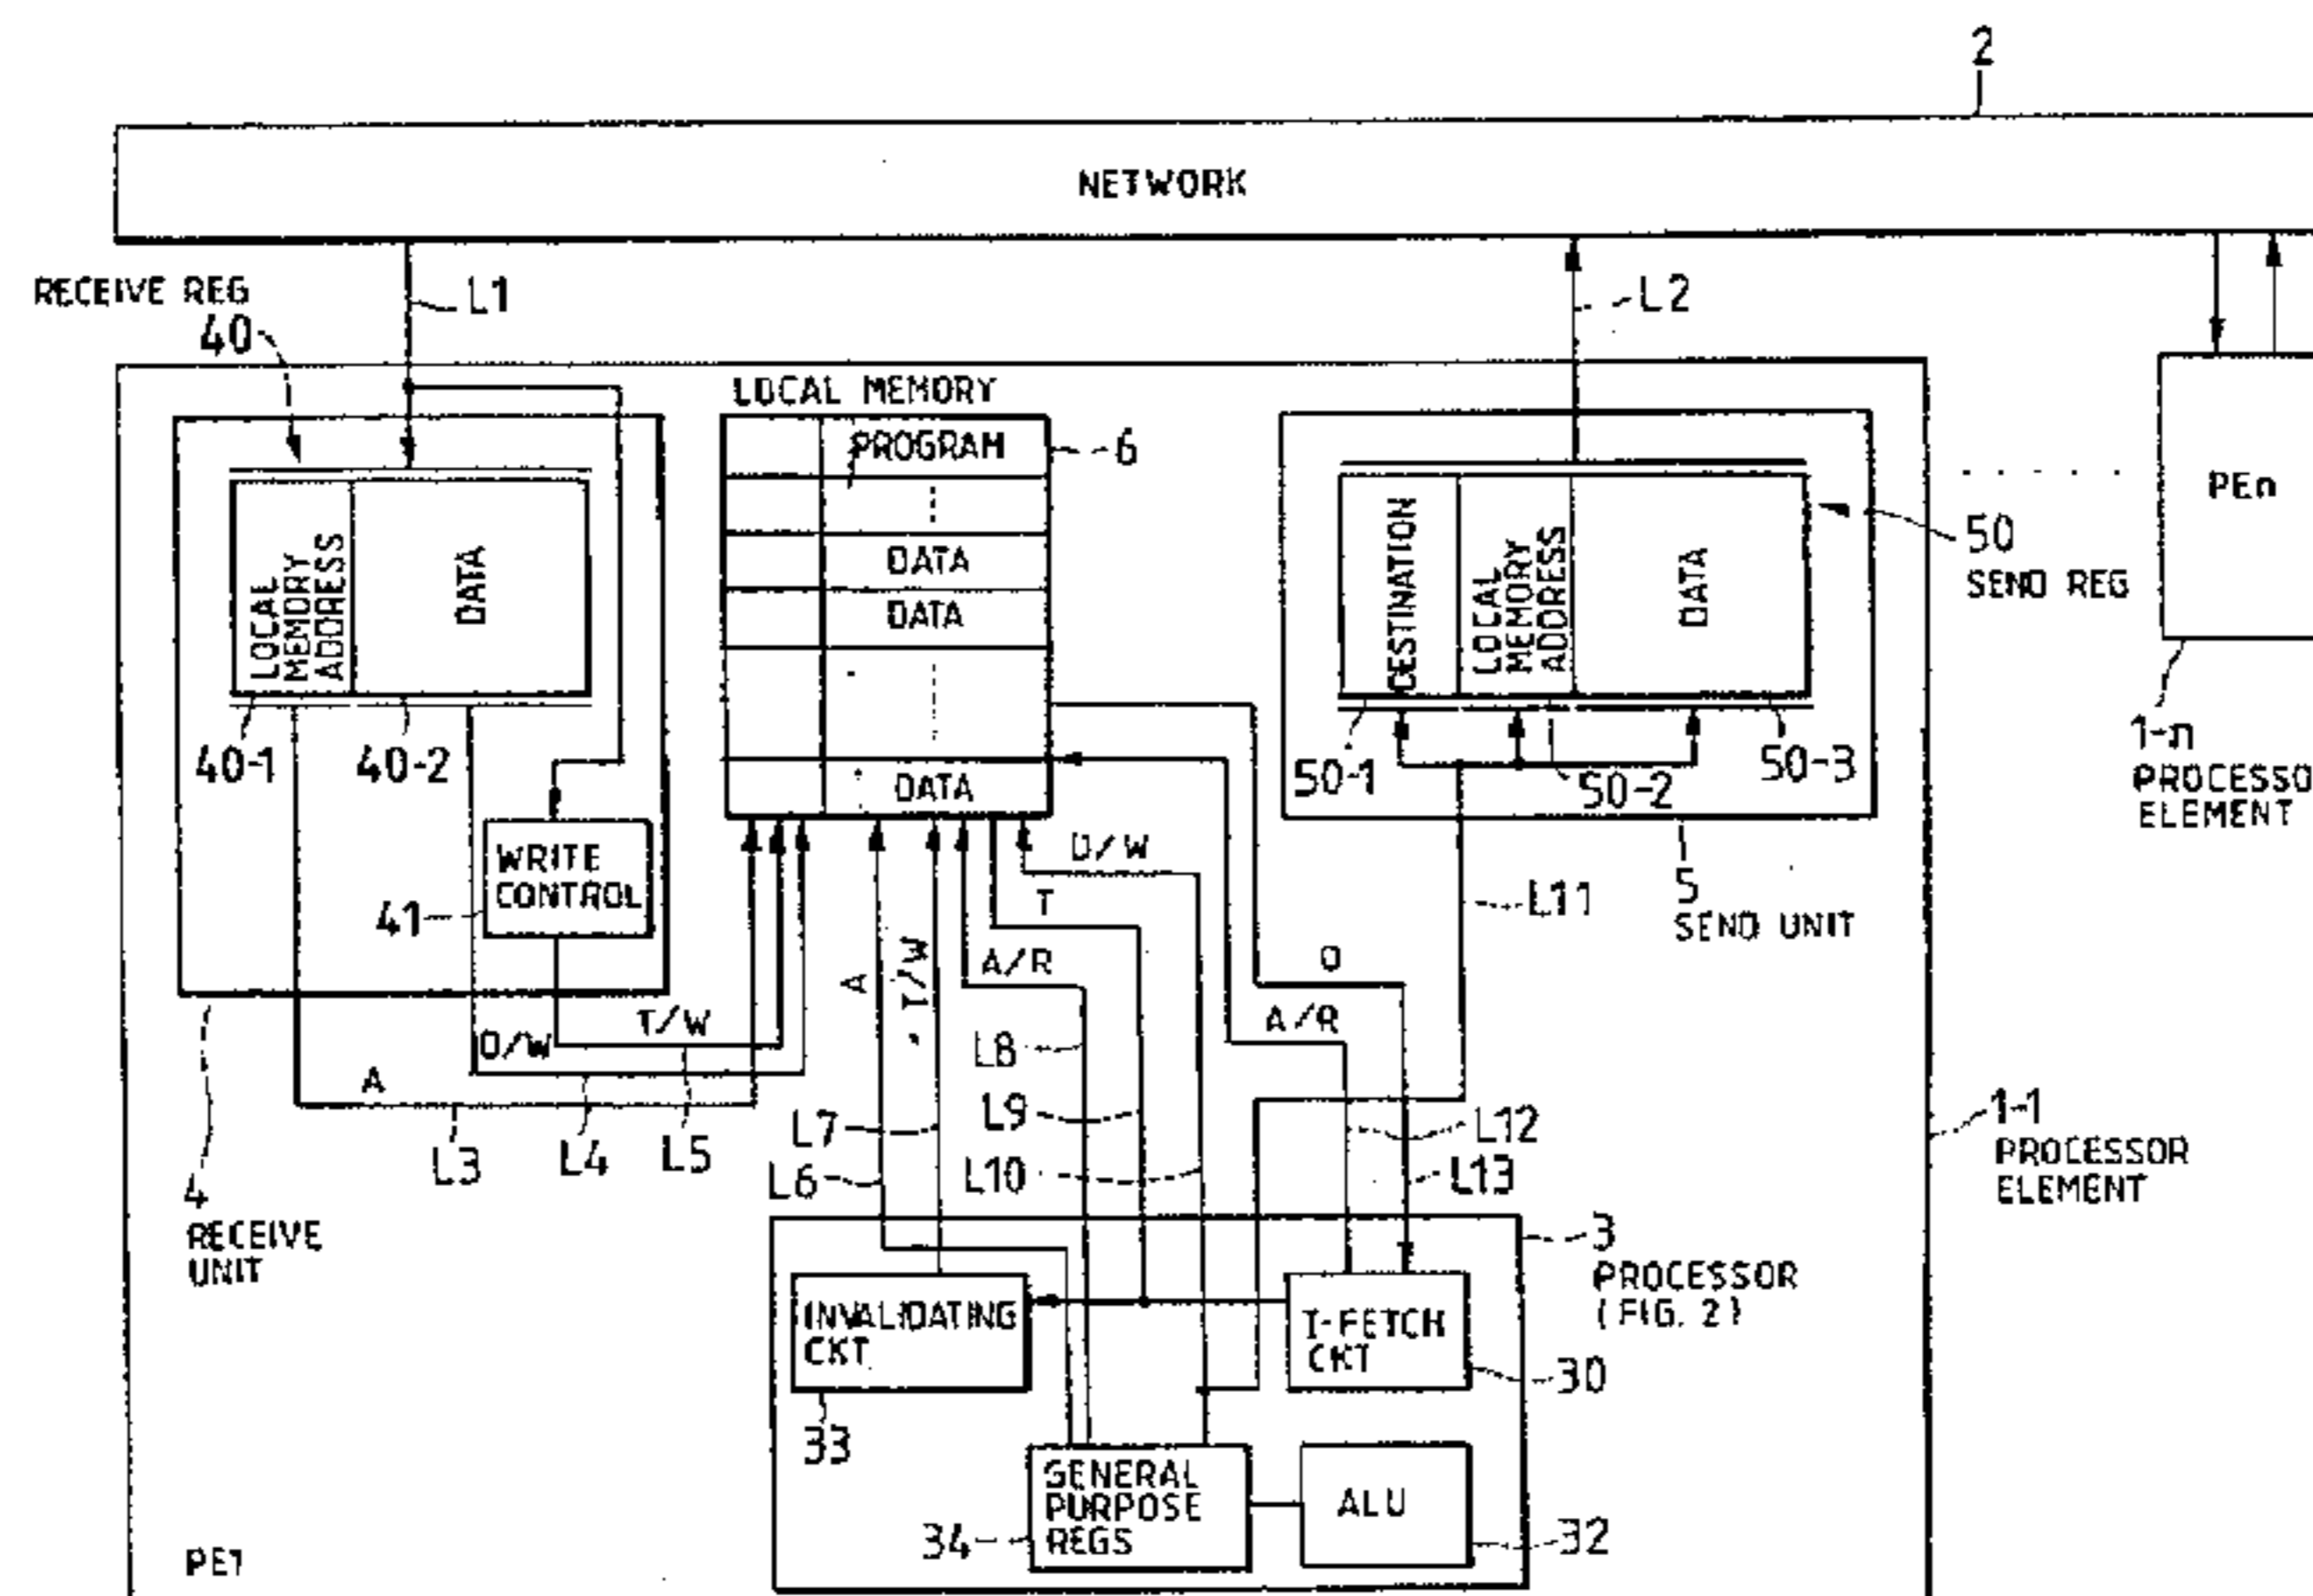 2
NETWORK
RECEIVE REG
40
L1
L2
LOCAL MEMORY
PROGRAM
6
DATA
DATA
DATA
LOCAL
MEMORY
ADDRESS
DATA
40-1
40-2
WRITE
CONTROL
41
DESTINATION
LOCAL
MEMORY
ADDRESS
DATA
50-1
50-2
50-3
50
SEND REG
PEn
1-n
PROCESSO
ELEMENT
5
SEND UNIT
L11
D/W
T
A/R
T/W
A
D
A/R
T/W
D/W
A
L3
L4
L5
4
RECEIVE
UNIT
L7
L6
L8
L9
L10
L12
L13
1-1
PROCESSOR
ELEMENT
3
PROCESSOR
(FIG. 2)
INVALIDATING
CKT
33
I-FETCH
CKT
30
GENERAL
PURPOSE
REGS
34
ALU
32
PE1